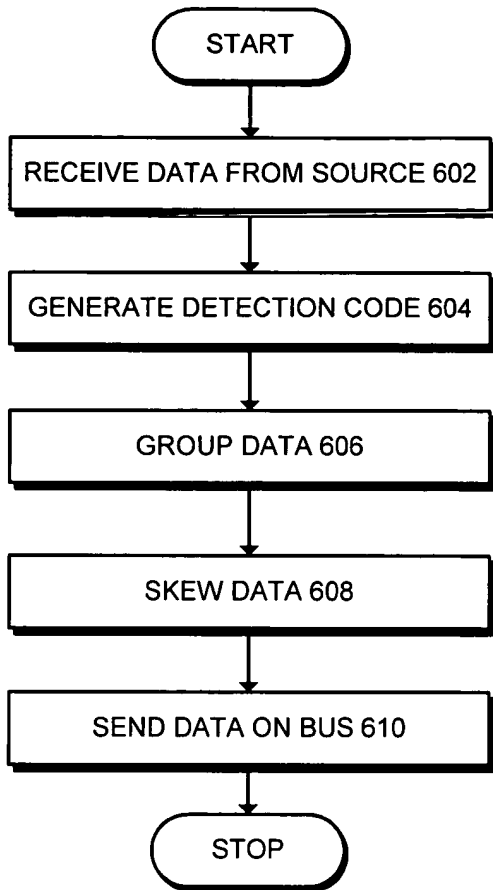 START
RECEIVE DATA FROM SOURCE 602
GENERATE DETECTION CODE 604
GROUP DATA 606
SKEW DATA 608
SEND DATA ON BUS 610
STOP